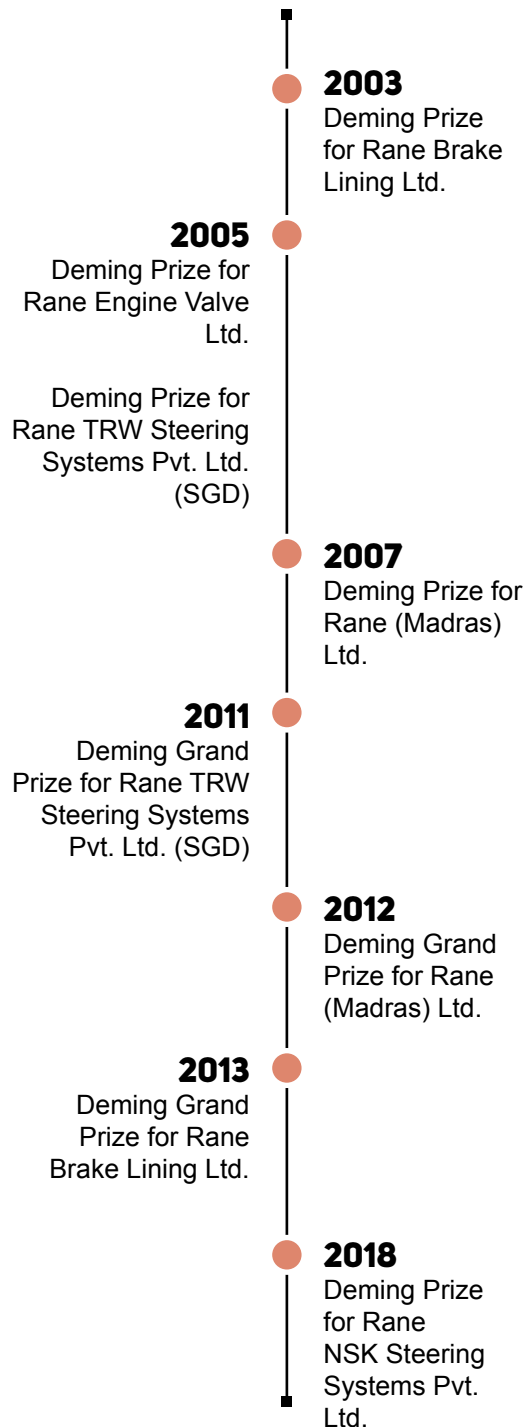 2003
Deming Prize
for Rane Brake
Lining Ltd.
2005
Deming Prize for
Rane Engine Valve
Ltd.
Deming Prize for
Rane TRW Steering
Systems Pvt. Ltd.
(SGD)
2007
Deming Prize for
Rane (Madras)
Ltd.
2011
Deming Grand
Prize for Rane TRW
Steering Systems
Pvt. Ltd. (SGD)
2012
Deming Grand
Prize for Rane
(Madras) Ltd.
2013
Deming Grand
Prize for Rane
Brake Lining Ltd.
2018
Deming Prize
for Rane
NSK Steering
Systems Pvt.
Ltd.